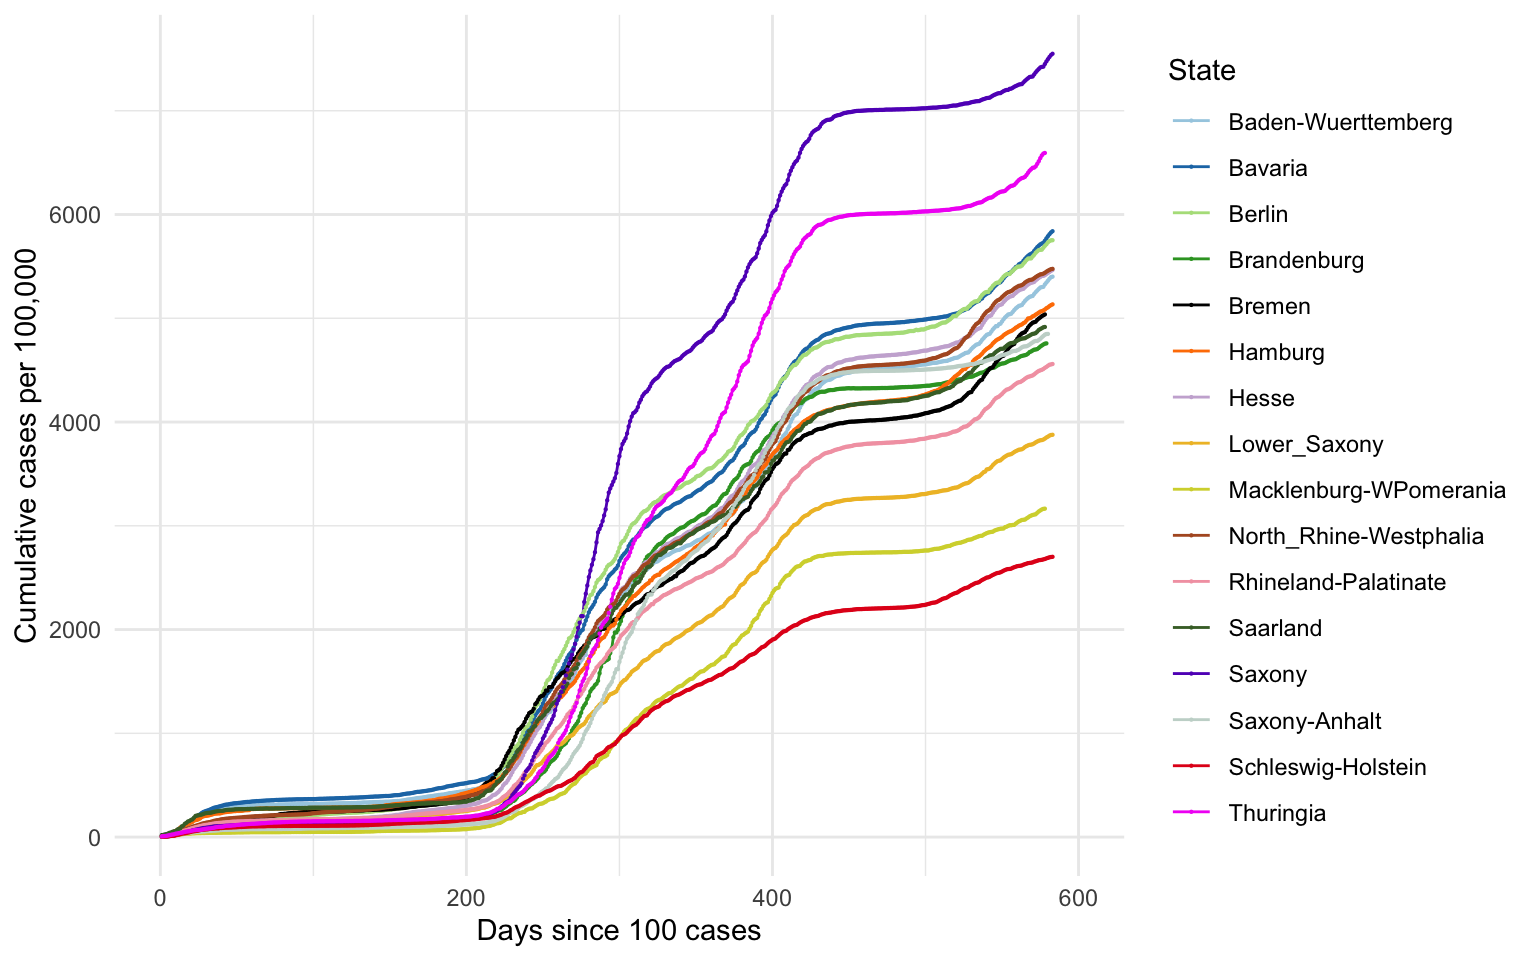 Cumulative cases per 100,000
6000
4000
2000
0
0 200 400 600
Days since 100 cases
State
Baden-Wuerttemberg
Bavaria
Berlin
Brandenburg
Bremen
Hamburg
Hesse
Lower_Saxony
Macklenburg-WPomerania
North_Rhine-Westphalia
Rhineland-Palatinate
Saarland
Saxony
Saxony-Anhalt
Schleswig-Holstein
Thuringia